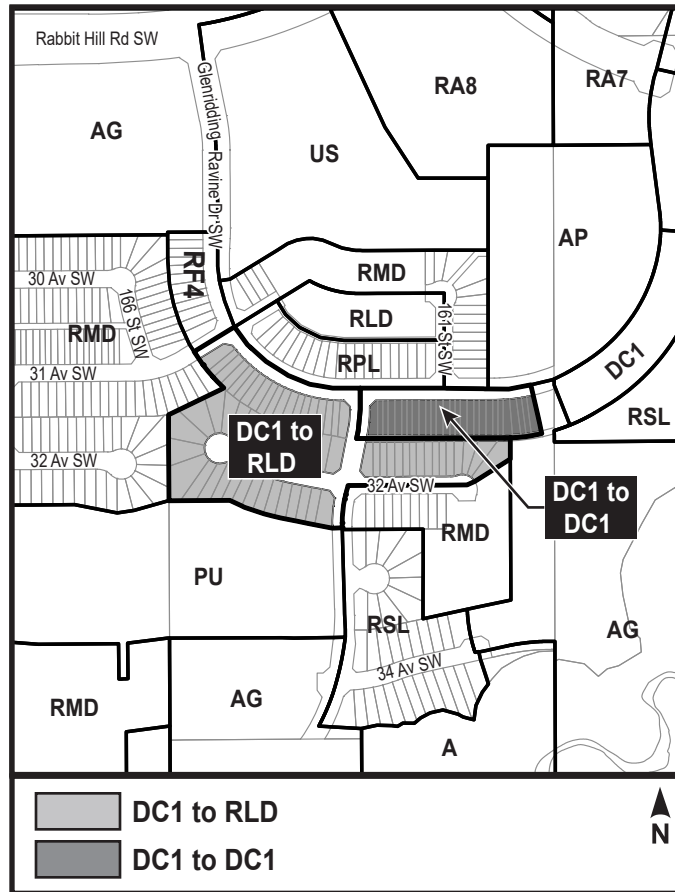 Rabbit Hill Rd SW
Glenridding Ravine Dr SW
RA8
RA7
AG
US
AP
RF4
RMD
30 Av SW
166 St SW
RMD
RLD
161 St SW
RPL
31 Av SW
DC1
RSL
DC1 to
RLD
32 Av SW
32 Av SW
DC1 to
DC1
RMD
PU
RSL
AG
34 Av SW
RMD
AG
A
DC1 to RLD
DC1 to DC1
N